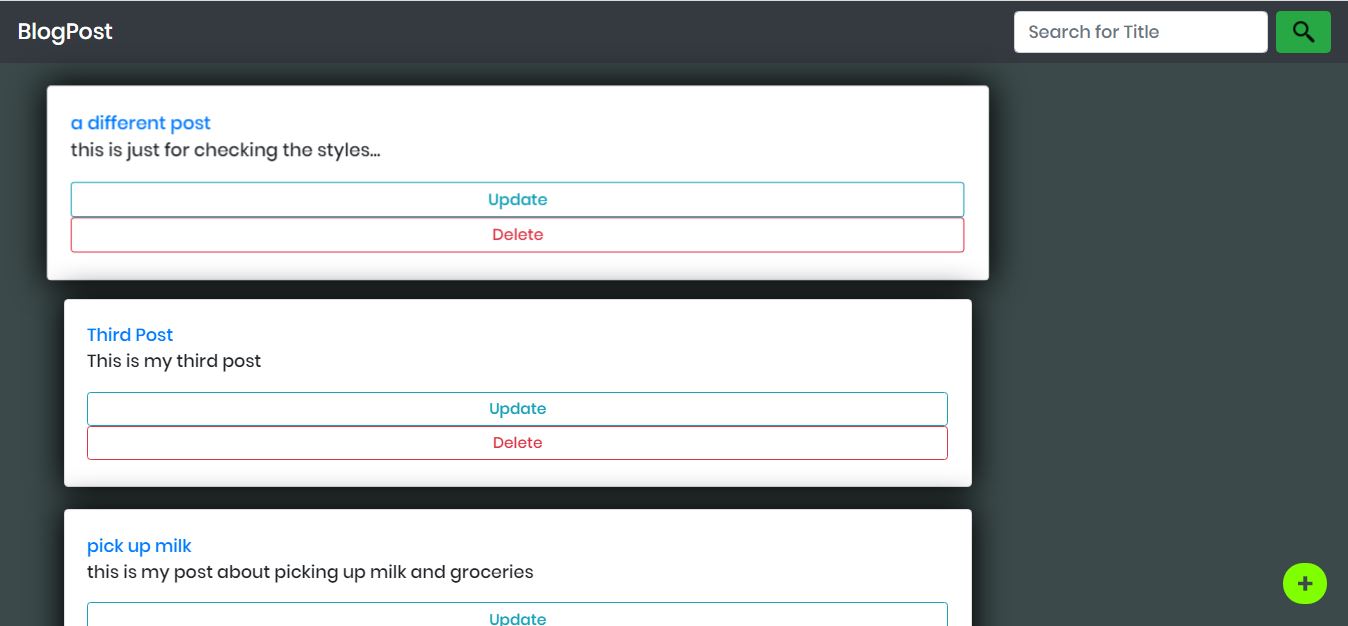 BlogPost
Search for Title
a different post
this is just for checking the styles...
Update
Delete
Third Post
This is my third post
Update
Delete
pick up milk
this is my post about picking up milk and groceries
Update
+